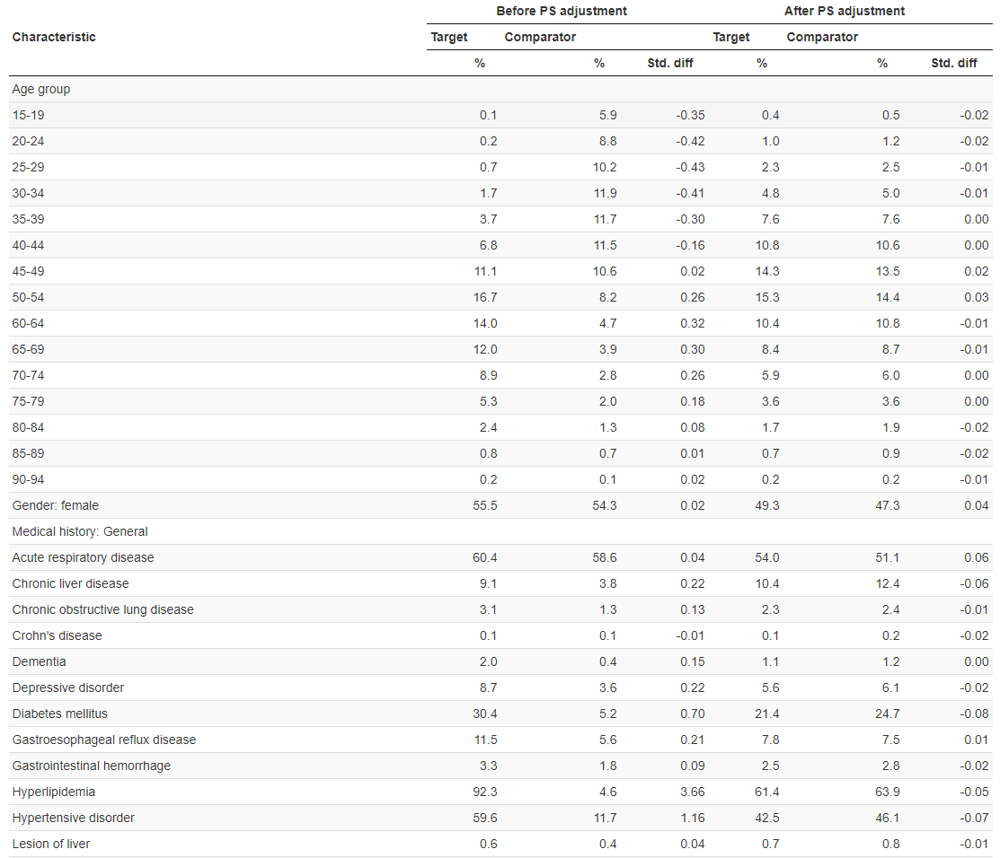 Before PS adjustment After PS adjustment
Characteristic Target Comparator Target Comparator
% % Std. diff % % Std. diff
Age group
15-19 0.1 5.9 -0.35 0.4 0.5 -0.02
20-24 0.2 8.8 -0.42 1.0 1.2 -0.02
25-29 0.7 10.2 -0.43 2.3 2.5 -0.01
30-34 1.7 11.9 -0.41 4.8 5.0 -0.01
35-39 3.7 11.7 -0.30 7.6 7.6 0.00
40-44 6.8 11.5 -0.16 10.8 10.6 0.00
45-49 11.1 10.6 0.02 14.3 13.5 0.02
50-54 16.7 8.2 0.26 15.3 14.4 0.03
60-64 14.0 4.7 0.32 10.4 10.8 -0.01
65-69 12.0 3.9 0.30 8.4 8.7 -0.01
70-74 8.9 2.8 0.26 5.9 6.0 0.00
75-79 5.3 2.0 0.18 3.6 3.6 0.00
80-84 2.4 1.3 0.08 1.7 1.9 -0.02
85-89 0.8 0.7 0.01 0.7 0.9 -0.02
90-94 0.2 0.1 0.02 0.2 0.2 -0.01
Gender: female 55.5 54.3 0.02 49.3 47.3 0.04
Medical history: General
Acute respiratory disease 60.4 58.6 0.04 54.0 51.1 0.06
Chronic liver disease 9.1 3.8 0.22 10.4 12.4 -0.06
Chronic obstructive lung disease 3.1 1.3 0.13 2.3 2.4 -0.01
Crohn's disease 0.1 0.1 -0.01 0.1 0.2 -0.02
Dementia 2.0 0.4 0.15 1.1 1.2 0.00
Depressive disorder 8.7 3.6 0.22 5.6 6.1 -0.02
Diabetes mellitus 30.4 5.2 0.70 21.4 24.7 -0.08
Gastroesophageal reflux disease 11.5 5.6 0.21 7.8 7.5 0.01
Gastrointestinal hemorrhage 3.3 1.8 0.09 2.5 2.8 -0.02
Hyperlipidemia 92.3 4.6 3.66 61.4 63.9 -0.05
Hypertensive disorder 59.6 11.7 1.16 42.5 46.1 -0.07
Lesion of liver 0.6 0.4 0.04 0.7 0.8 -0.01